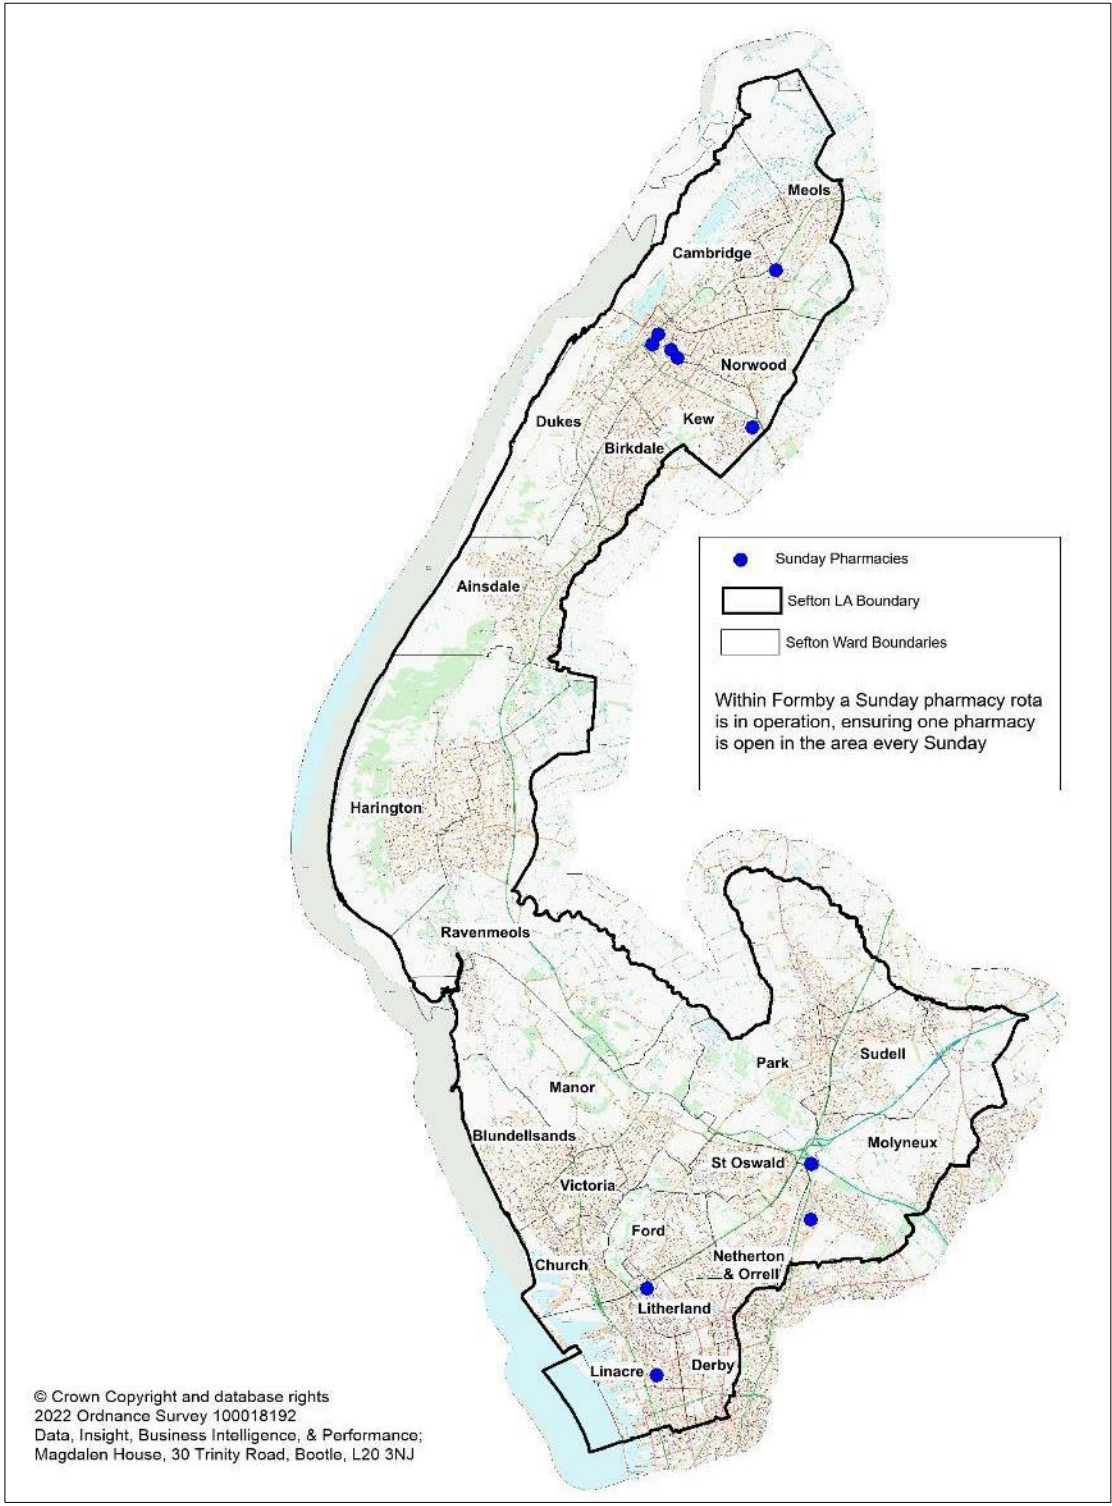 Meols
Cambridge
Norwood
Dukes
Kew
Birkdale
Sunday Pharmacies
Ainsdale
Sefton LA Boundary
Sefton Ward Boundaries
Within Formby a Sunday pharmacy rota
is in operation, ensuring one pharmacy
is open in the area every Sunday
Harington
Ravenmeols
Sudell
Park
Manor
Blundellsands
Molyneux
St Oswald
Victoria
Ford
Netherton
& Orrell
Church
Litherland
Linacre
Derby
© Crown Copyright and database rights
2022 Ordnance Survey 100018192
Data, Insight, Business Intelligence, & Performance;
Magdalen House, 30 Trinity Road, Bootle, L20 3NJ